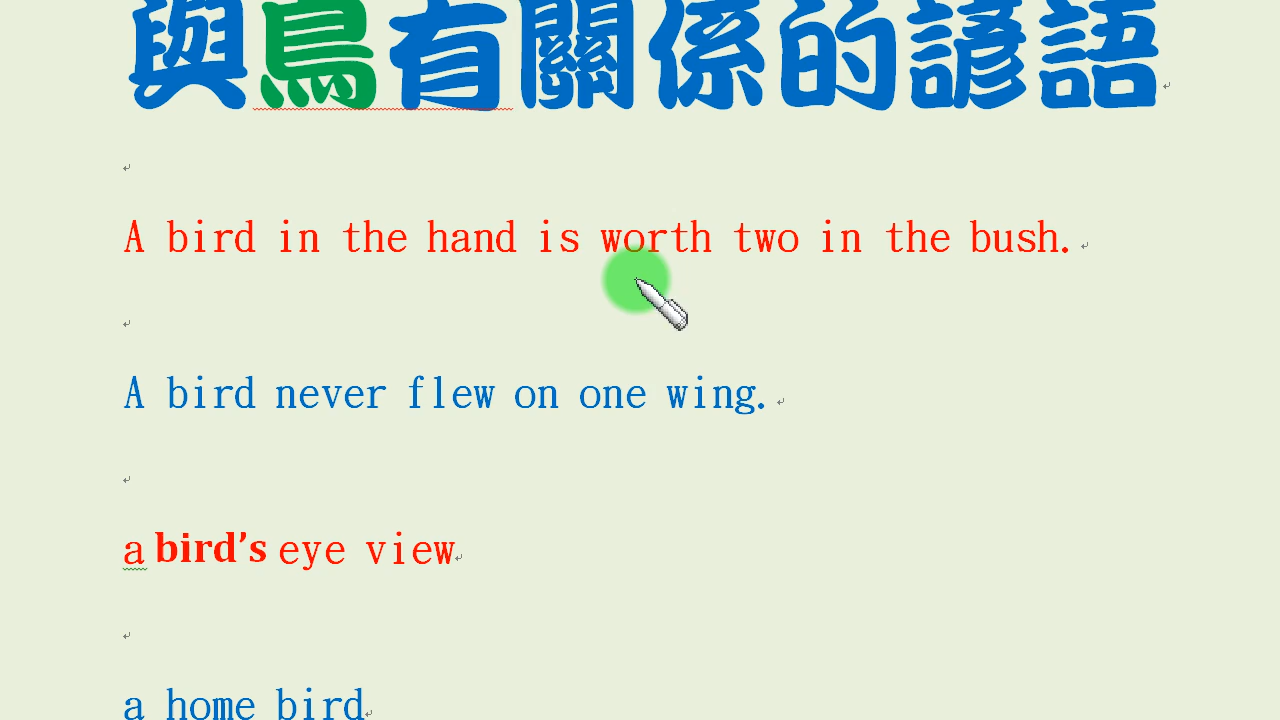 與鳥有關係的諺語
A bird in the hand is worth two in the bush.
A bird never flew on one wing.
a bird's eye view
a home bird